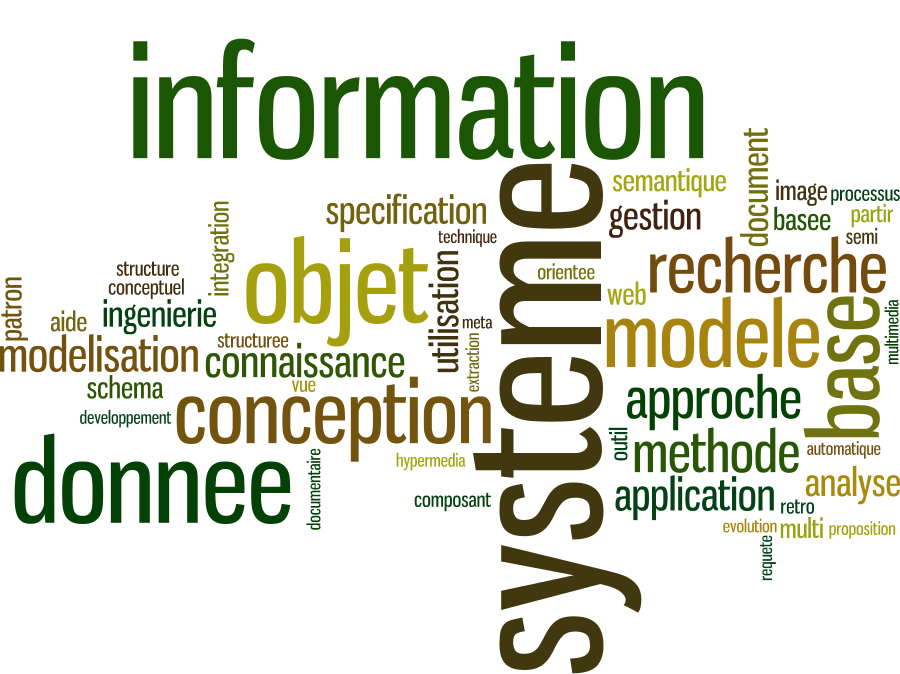 information
systeme
semantique
document
image
processus
gestion
basee
partir
semi
specification
technique
integration
objet
utilisation
orientee
recherche
web
modele
base
multimedia
structure
conceptuel
patron
aide
ingenierie
meta
extraction
modelisation
structuree
connaissance
vue
schema
developpement
conception
approche
outil
methode
automatique
donnee
documentaire
hypermedia
composant
application
analyse
retro
evolution
multi
proposition
requete